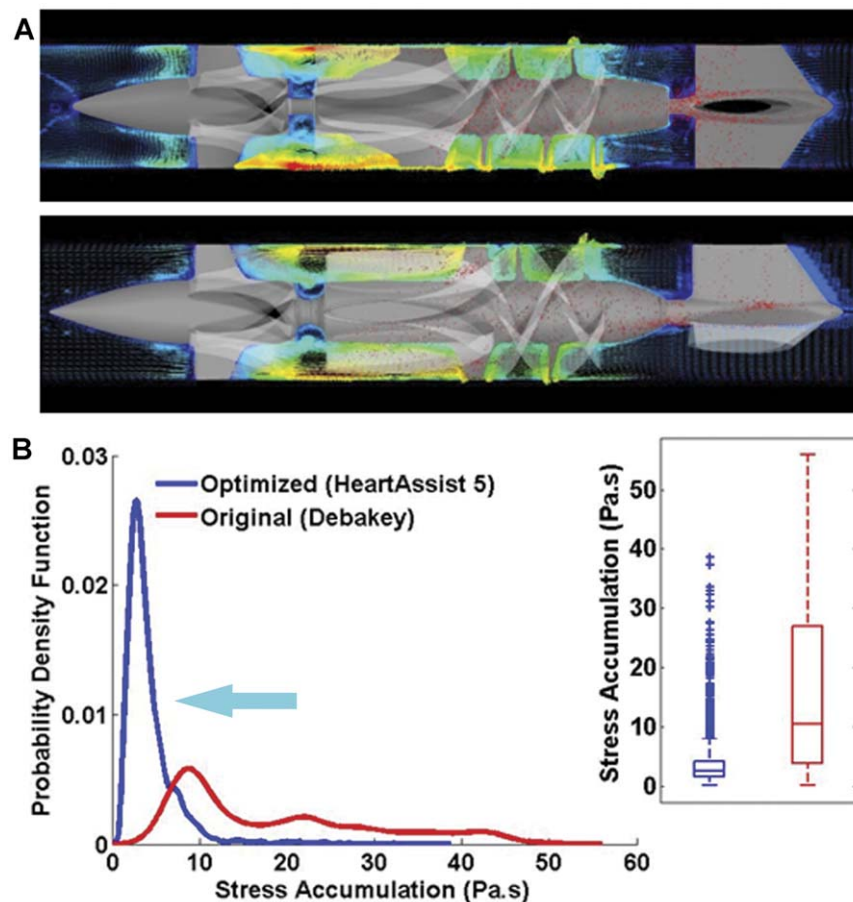 A
B
0.03
0.02
0.01
0
Probability Density Function
Optimized (HeartAssist 5)
Original (Debakey)
0
10
20
30
40
50
60
Stress Accumulation (Pa.s)
50
40
30
20
10
0
Stress Accumulation (Pa.s)